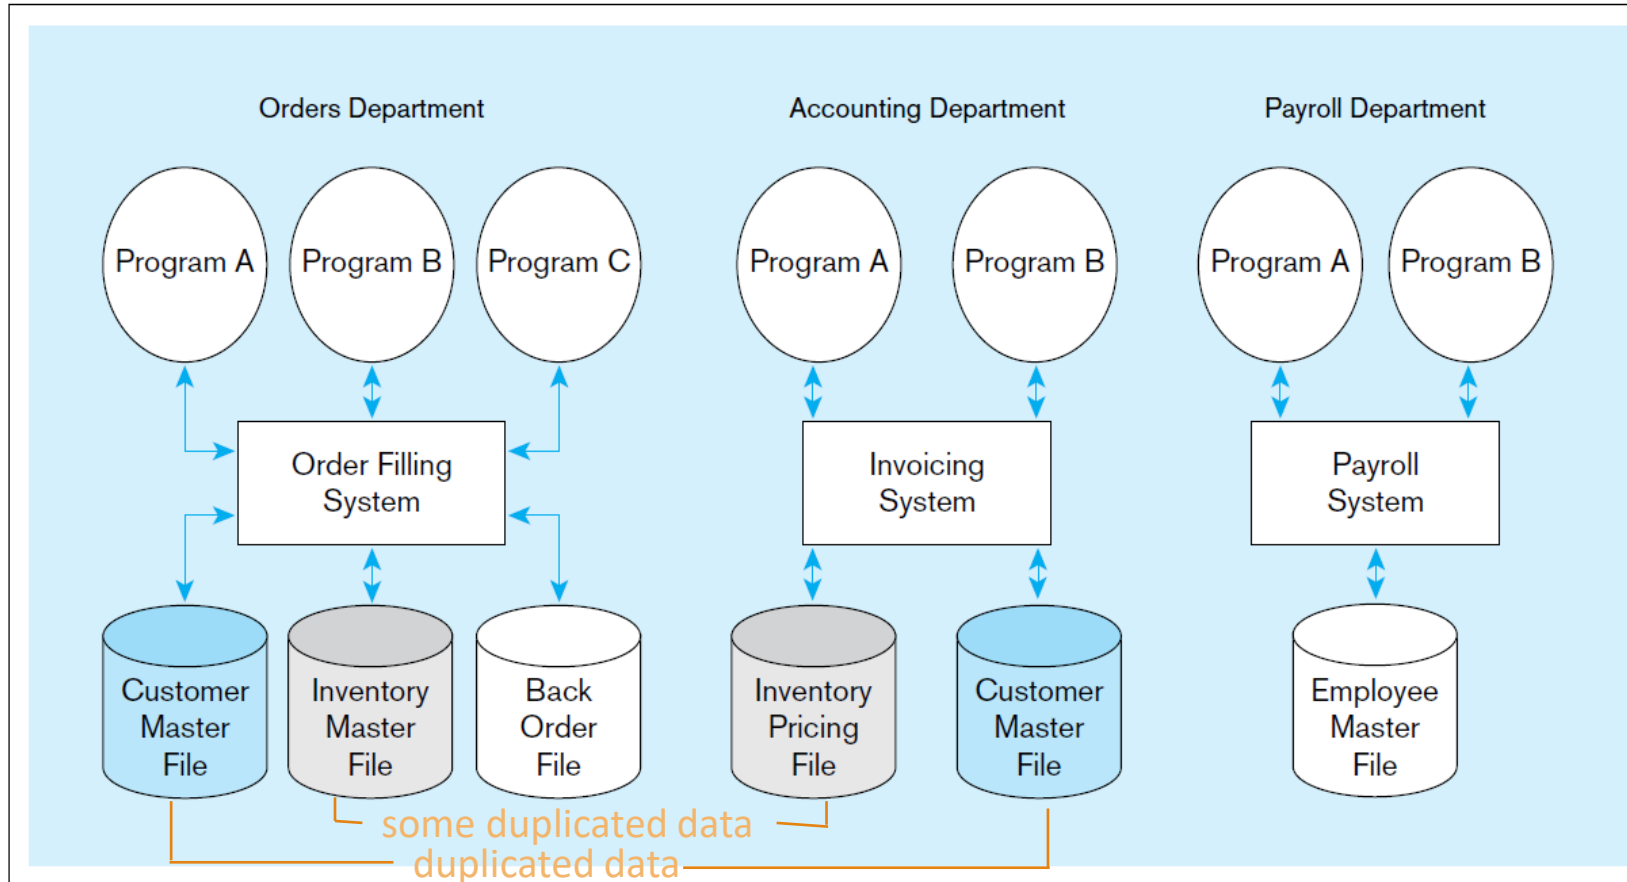 Orders Department
Accounting Department
Payroll Department
Program A
Program B
Program C
Program A
Program B
Program A
Program B
Order Filling
System
Invoicing
System
Payroll
System
Customer
Master
File
Inventory
Master
File
Back
Order
File
Inventory
Pricing
File
Customer
Master
File
Employee
Master
File
some duplicated data
duplicated data